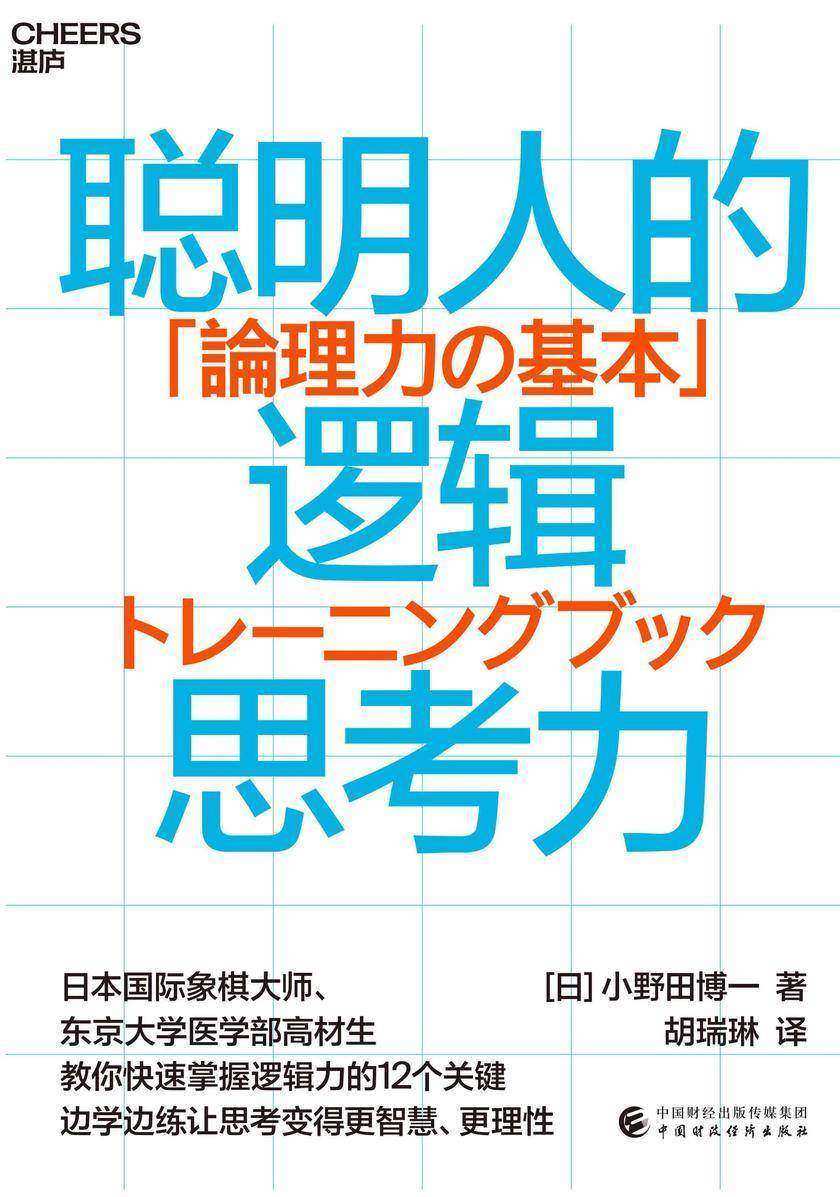 CHEERS
湛庐
聪明人的
「論理力の基本」
逻辑
トレーニングブック
思考力
日本国际象棋大师、
东京大学医学部高材生
教你快速掌握逻辑力的12个关键
边学边练让思考变得更智慧、更理性
[日] 小野田博一 著
胡瑞琳 译
中国财经出版传媒集团
中国财政经济出版社